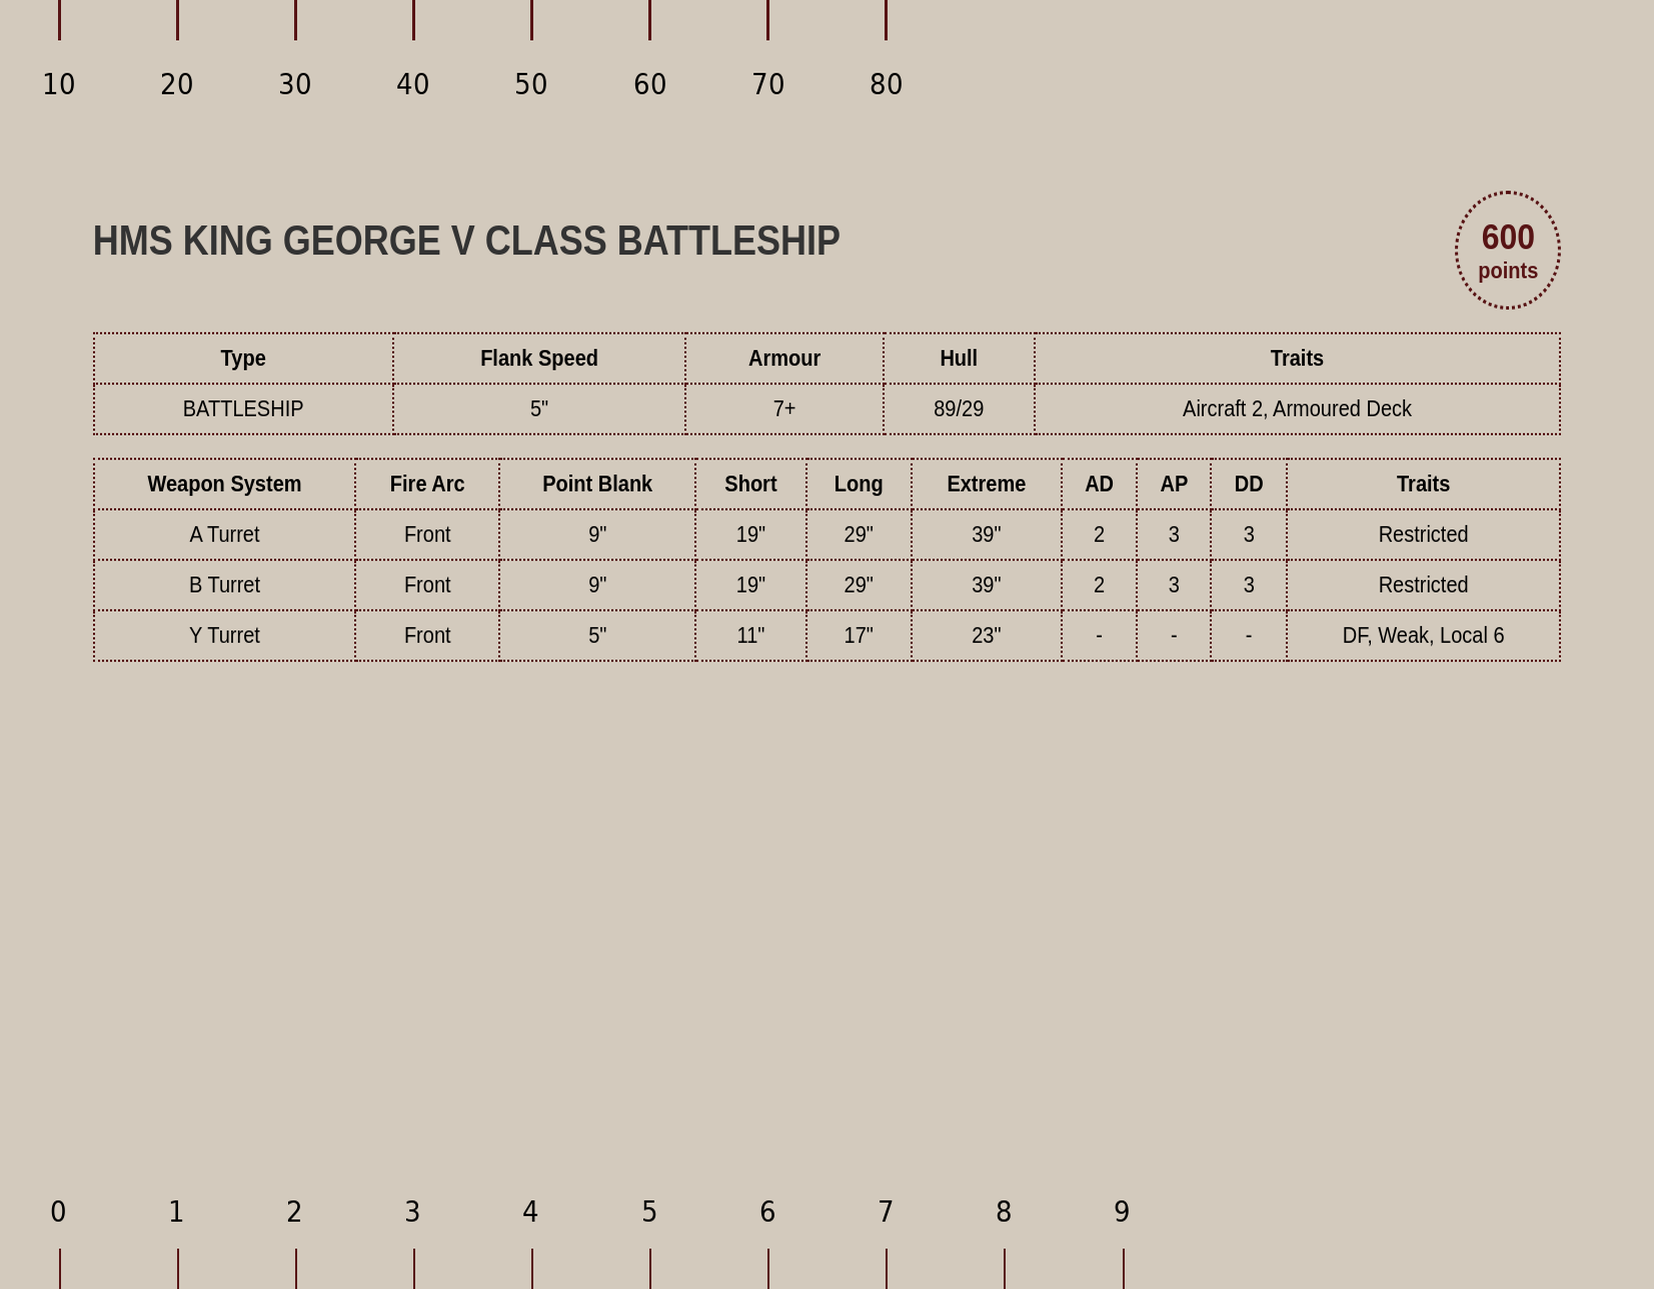 10 20 30 40 50 60 70 80
HMS KING GEORGE V CLASS BATTLESHIP
600
points
Type Flank Speed Armour Hull Traits
BATTLESHIP 5" 7+ 89/29 Aircraft 2, Armoured Deck
Weapon System Fire Arc Point Blank Short Long Extreme AD AP DD Traits
A Turret Front 9" 19" 29" 39" 2 3 3 Restricted
B Turret Front 9" 19" 29" 39" 2 3 3 Restricted
Y Turret Front 5" 11" 17" 23" - - - DF, Weak, Local 6
0 1 2 3 4 5 6 7 8 9